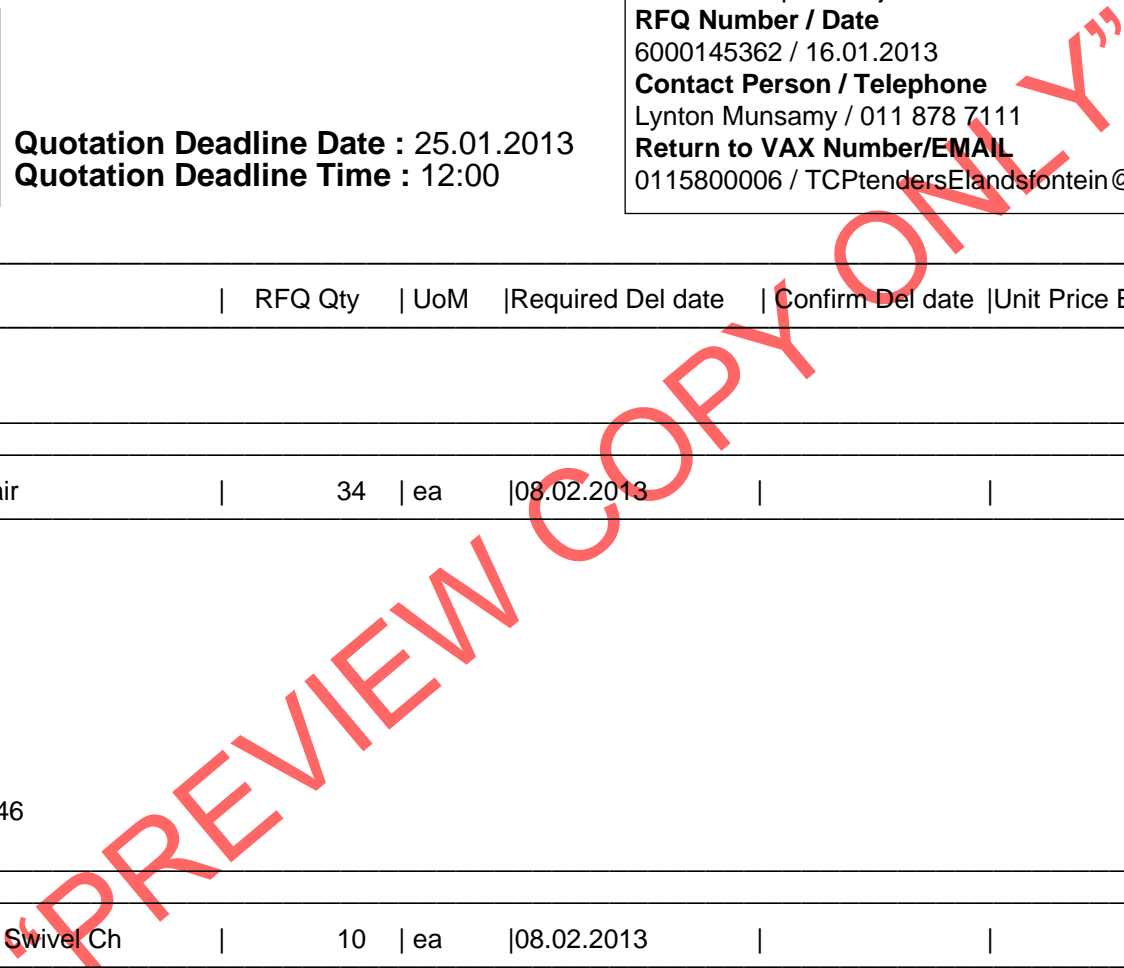 RFQ Number / Date
6000145362 / 16.01.2013
Contact Person / Telephone
Lynton Munsamy / 011 878 7111
Quotation Deadline Date : 25.01.2013
Return to VAX Number/EMAIL
Quotation Deadline Time : 12:00
0115800006 / TCPtendersElandsfontein@
| RFQ Qty | UoM |Required Del date | Confirm Del date |Unit Price E
air | 34 | ea |08.02.2013 | |
46
Swivel Ch | 10 | ea |08.02.2013 | |
“PREVIEW COPY ONLY”